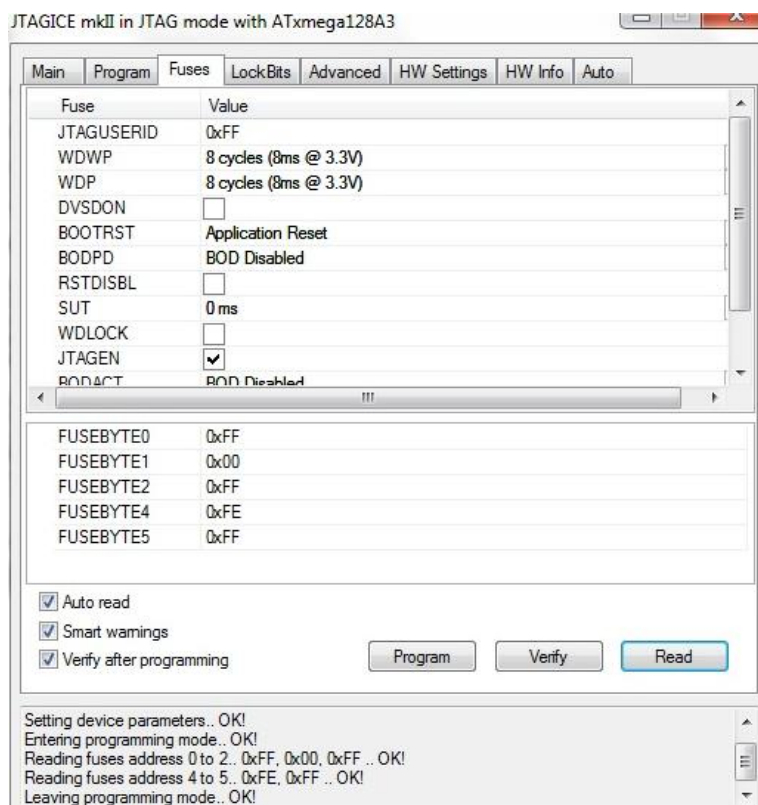 JTAGICE mkII in JTAG mode with ATxmega128A3
Main Program Fuses LockBits Advanced HW Settings HW Info Auto
Fuse Value
JTAGUSERID 0xFF
WDWP 8 cycles (8ms @ 3.3V)
WDP 8 cycles (8ms @ 3.3V)
DVSDON
BOOTRST Application Reset
BODPD BOD Disabled
RSTDISBL
SUT 0 ms
WDLOCK
JTAGEN
BODACT BOD Disabled
FUSEBYTE0 0xFF
FUSEBYTE1 0x00
FUSEBYTE2 0xFF
FUSEBYTE4 0xFE
FUSEBYTE5 0xFF
Auto read
Smart warnings
Verify after programming
Program Verify Read
Setting device parameters.. OK!
Entering programming mode.. OK!
Reading fuses address 0 to 2.. 0xFF, 0x00, 0xFF .. OK!
Reading fuses address 4 to 5.. 0xFE, 0xFF .. OK!
Leaving programming mode.. OK!